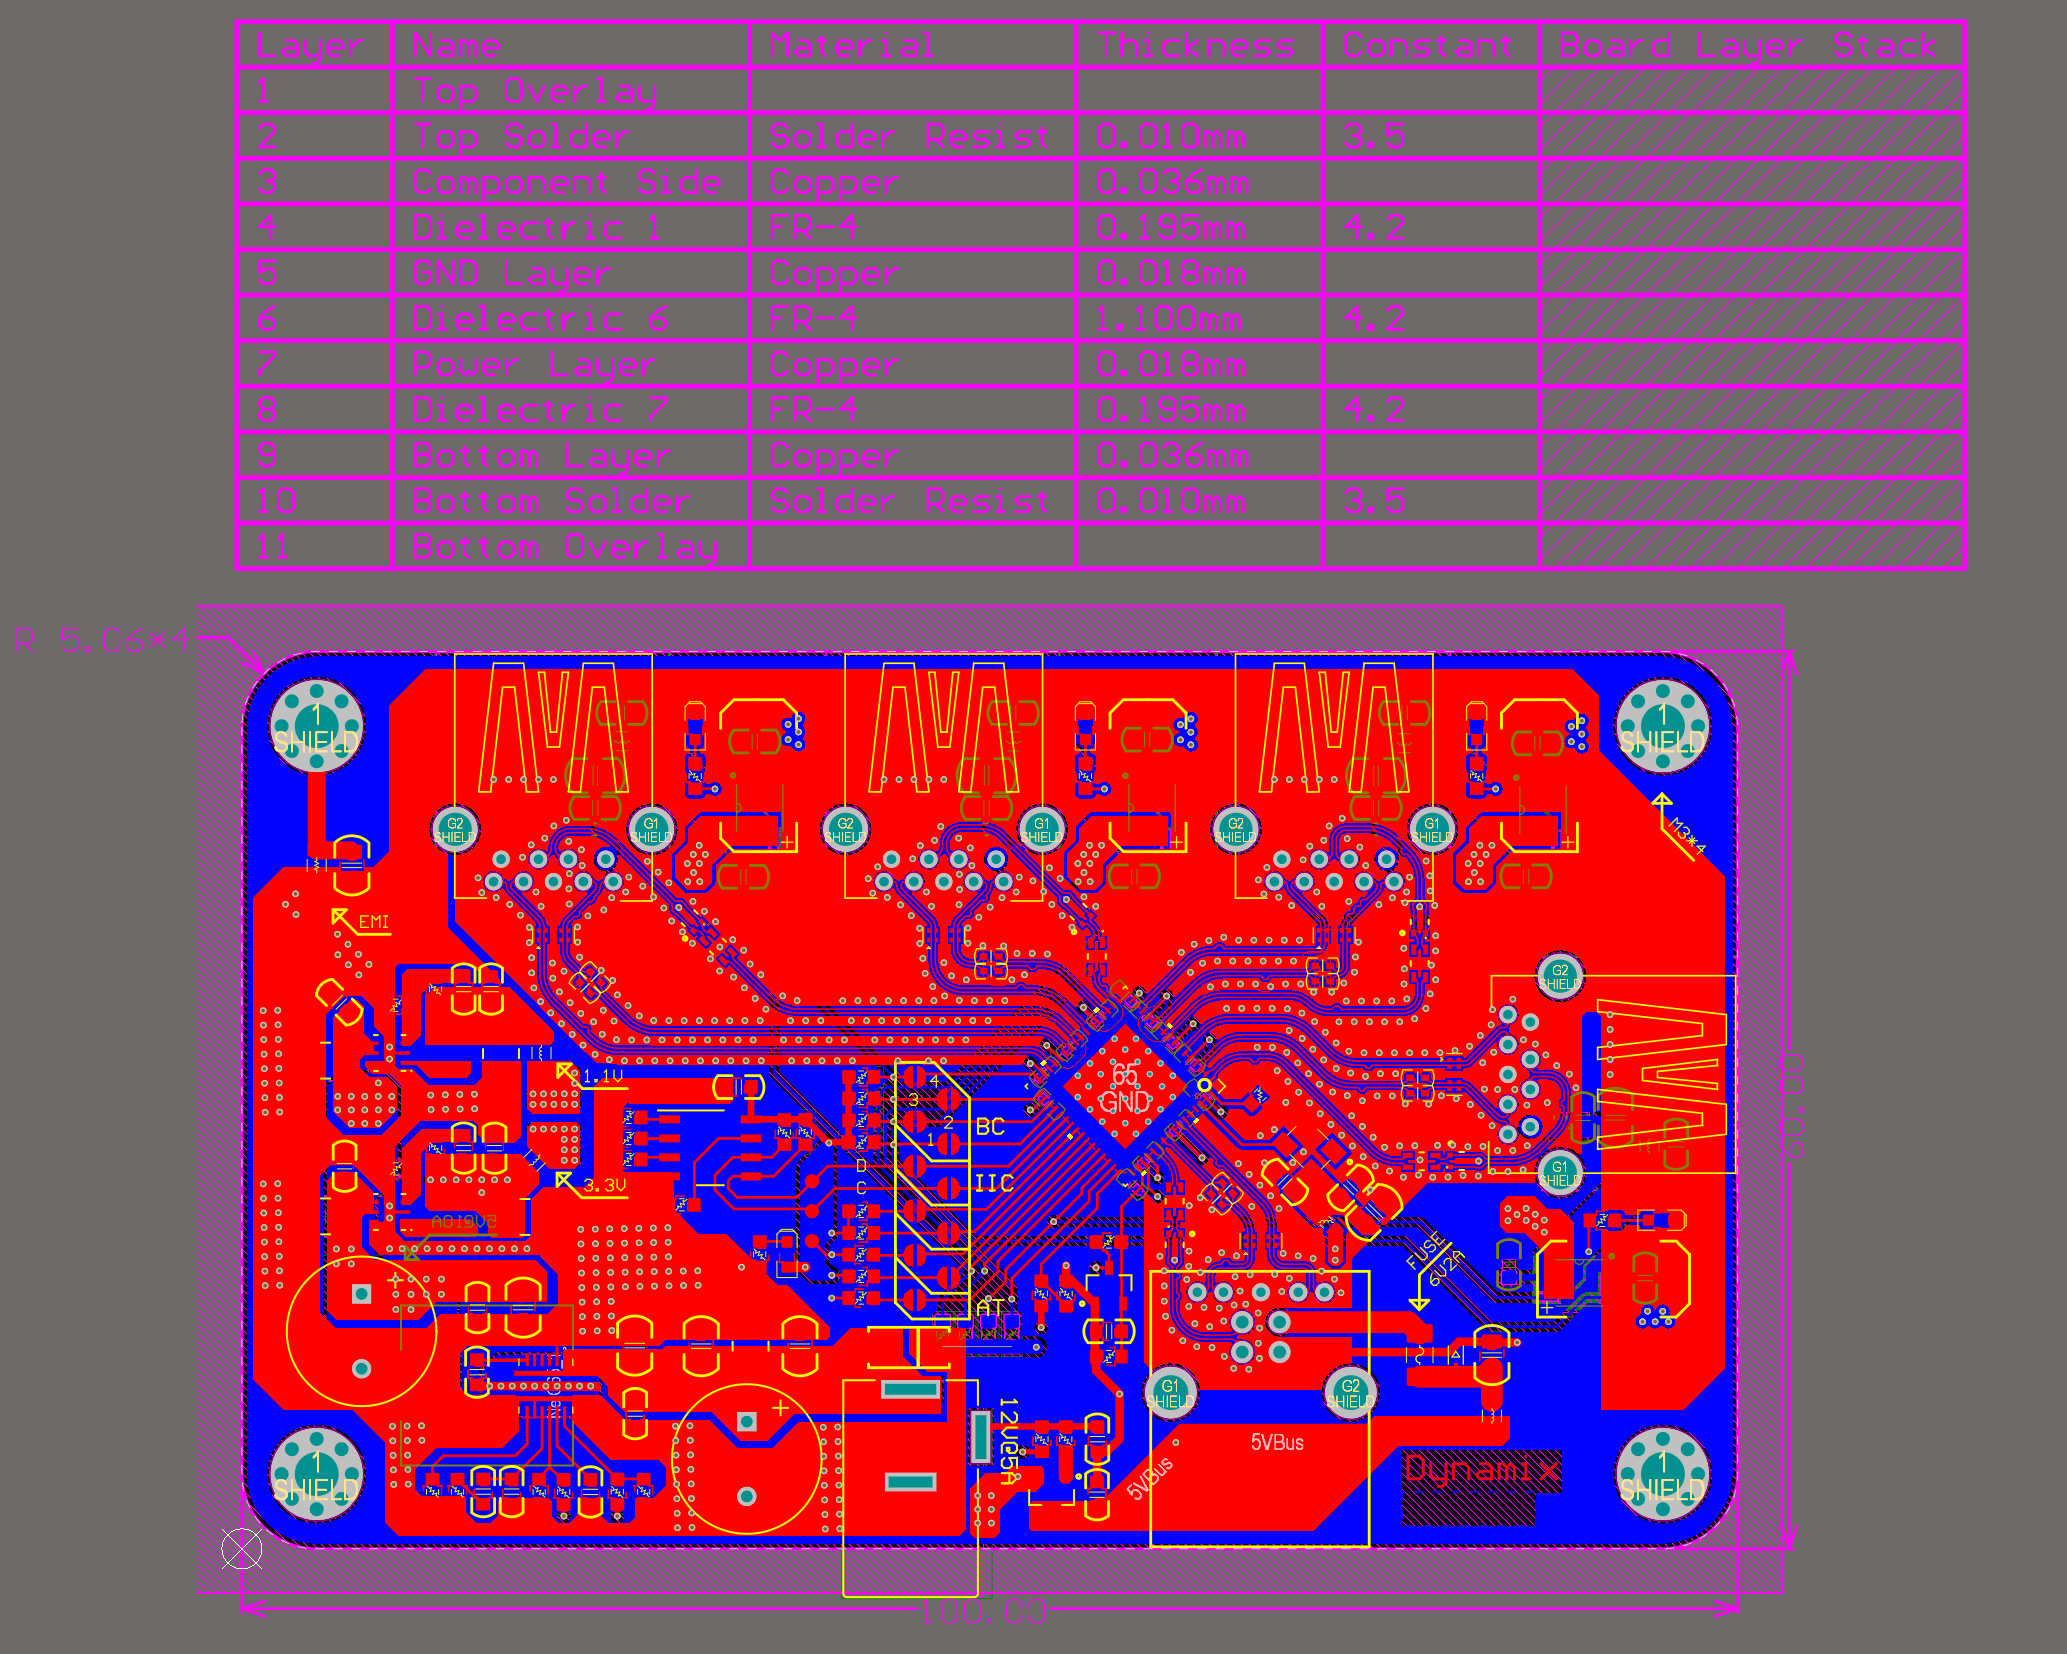 Layer Name Material Thickness Constant Board Layer Stack
1 Top Overlay
2 Top Solder Solder Resist 0.010mm 3.5
3 Component Side Copper 0.036mm
4 Dielectric 1 FR-4 0.195mm 4.2
5 GND Layer Copper 0.018mm
6 Dielectric 6 FR-4 1.100mm 4.2
7 Power Layer Copper 0.018mm
8 Dielectric 7 FR-4 0.195mm 4.2
9 Bottom Layer Copper 0.036mm
10 Bottom Solder Solder Resist 0.010mm 3.5
11 Bottom Overlay
1
SHIELD
1
SHIELD
G2
SHIELD
G1
SHIELD
G2
SHIELD
G1
SHIELD
G2
SHIELD
G1
SHIELD
M3*4
EMI
G2
SHIELD
1.1V
65
GND
4
3
2
1
BC
D
C
IIC
3.3V
5V@10A
G1
SHIELD
FUSE
6V2A
AT
G1
SHIELD
G2
SHIELD
12V@5A
5VBus
5VBus
Dynamix
1
SHIELD
1
SHIELD
100.00